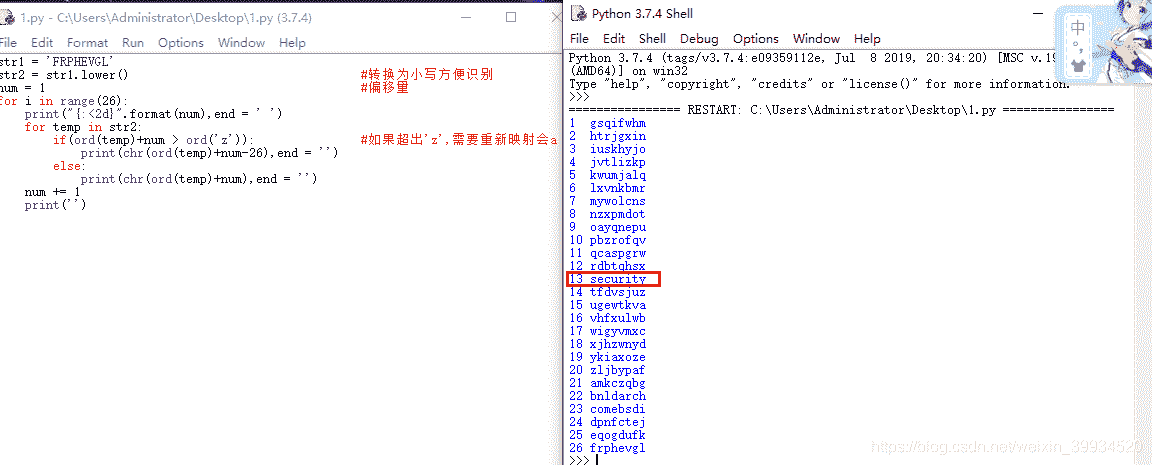 1.py - C:\Users\Administrator\Desktop\1.py (3.7.4)
File Edit Format Run Options Window Help
str1 = 'FRPHEVGL'
str2 = str1.lower() #转换为小写方便识别
num = 1 #偏移量
for i in range(26):
    print("{:<2d}".format(num),end = ' ')
    for temp in str2:
        if(ord(temp)+num > ord('z')): #如果超出'z',需要重新映射会a
            print(chr(ord(temp)+num-26),end = '')
        else:
            print(chr(ord(temp)+num),end = '')
    num += 1
    print('')
Python 3.7.4 Shell
File Edit Shell Debug Options Window Help
Python 3.7.4 (tags/v3.7.4:e09359112e, Jul 8 2019, 20:34:20) [MSC v.19
(AMD64)] on win32
Type "help", "copyright", "credits" or "license()" for more information.
>>>
================ RESTART: C:\Users\Administrator\Desktop\1.py ================
1 gsqifwhm
2 htrjgxin
3 iuskhyjo
4 jvtlizkp
5 kwumjalq
6 lxvnkbmr
7 mywolcns
8 nzxpmdot
9 oayqnepu
10 pbzrofqv
11 qcaspgrw
12 rdbtqhsx
13 security
14 tfdvsjuz
15 ugewtkva
16 vhfxulwb
17 wigyvmxc
18 xjhzwnyd
19 ykiaxoze
20 zljbypaf
21 amkczqbg
22 bnldarch
23 comebsdi
24 dpnfctej
25 eqogdufk
26 frphevgl
>>>
中
https://blog.csdn.net/weixin_39934520